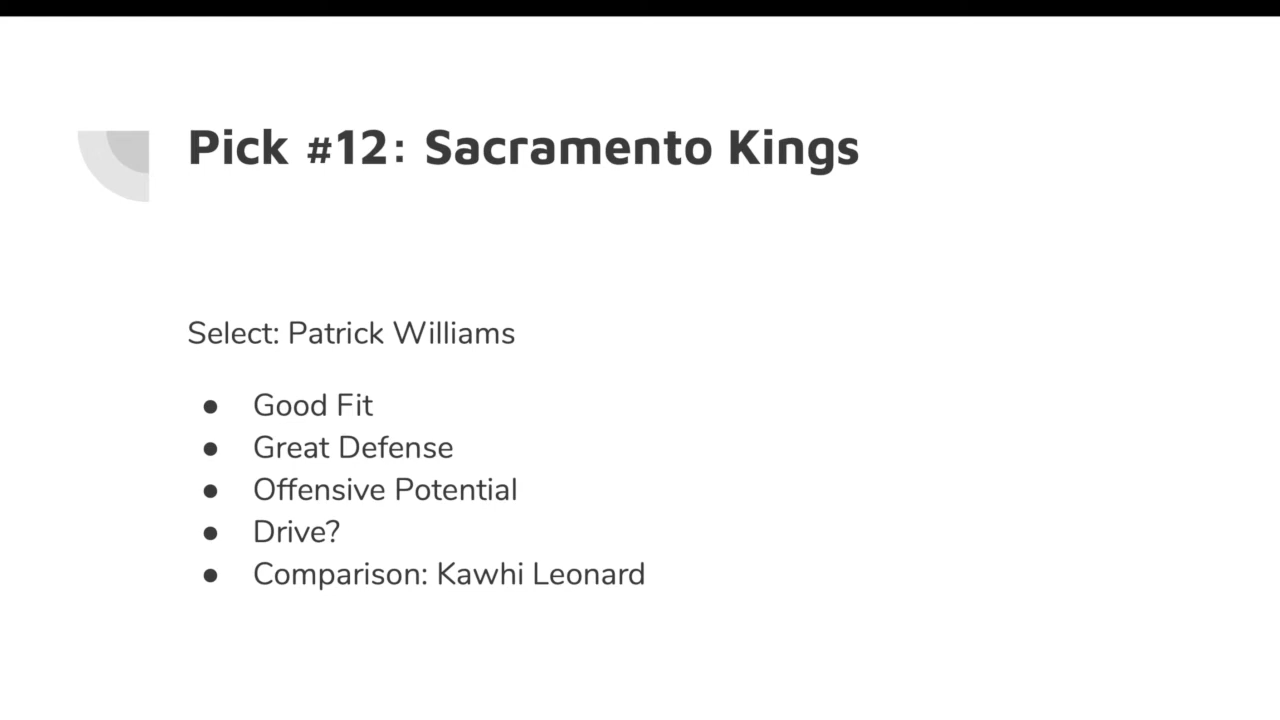 Pick #12: Sacramento Kings
Select: Patrick Williams
● Good Fit
● Great Defense
● Offensive Potential
● Drive?
● Comparison: Kawhi Leonard